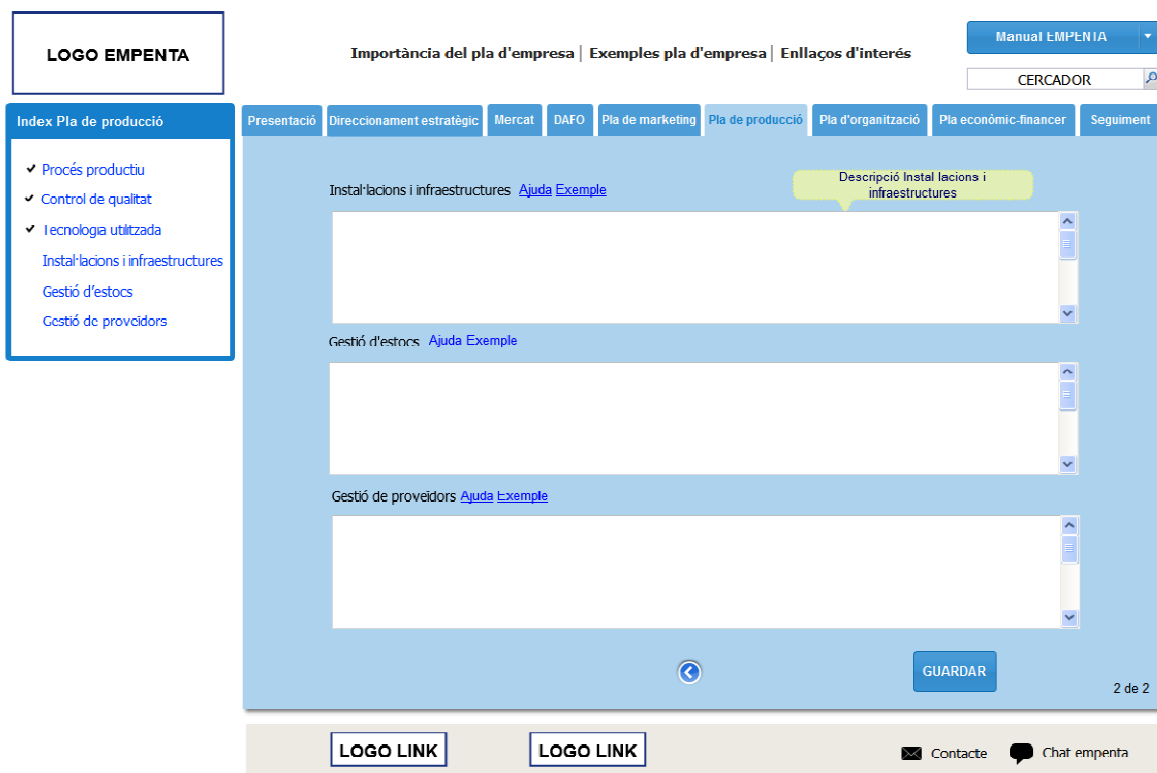 LOGO EMPENTA
Importància del pla d'empresa | Exemples pla d'empresa | Enllaços d'interés
Manual EMPENTA
CERCADOR
Index Pla de producció
Presentació Direccionament estratègic Mercat DAFO Pla de marketing Pla de producció Pla d'organització Pla econòmic-financer Seguiment
Procés productiu
Control de qualitat
Tecnologia utilitzada
Instal·lacions i infraestructures
Gestió d'estocs
Gestió de proveïdors
Instal·lacions i infraestructures Ajuda Exemple
Descripció Instal lacions i
infraestructures
Gestió d'estocs Ajuda Exemple
Gestió de proveïdors Ajuda Exemple
GUARDAR
2 de 2
LOGO LINK LOGO LINK Contacte Chat empenta